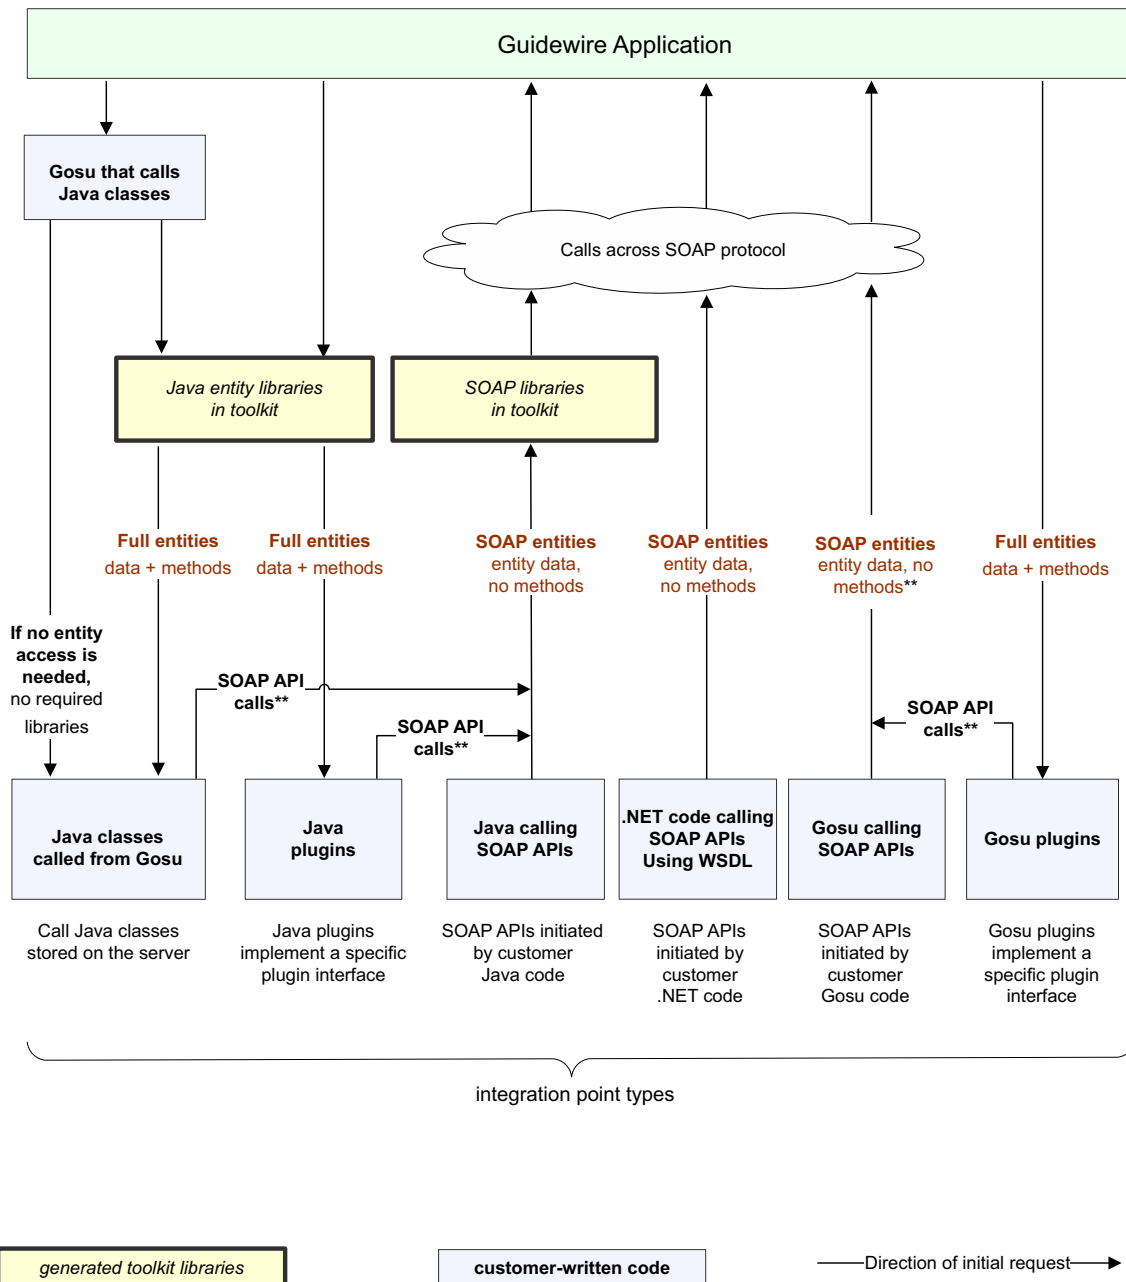 Guidewire Application
Gosu that calls
Java classes
Calls across SOAP protocol
Java entity libraries
in toolkit
SOAP libraries
in toolkit
Full entities
data + methods
Full entities
data + methods
SOAP entities
entity data,
no methods
SOAP entities
entity data,
no methods
SOAP entities
entity data, no
methods**
Full entities
data + methods
If no entity
access is
needed,
no required
libraries
SOAP API
calls**
SOAP API
calls**
SOAP API
calls**
Java classes
called from Gosu
Java
plugins
Java calling
SOAP APIs
.NET code calling
SOAP APIs
Using WSDL
Gosu calling
SOAP APIs
Gosu plugins
Call Java classes
stored on the server
Java plugins
implement a specific
plugin interface
SOAP APIs initiated
by customer
Java code
SOAP APIs
initiated by
customer
.NET code
SOAP APIs
initiated by
customer
Gosu code
Gosu plugins
implement a
specific plugin
interface
integration point types
generated toolkit libraries
customer-written code
Direction of initial request